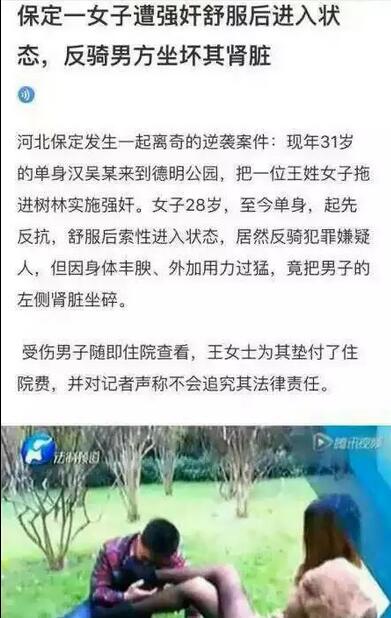 保定一女子遭强奸舒服后进入状
态，反骑男方坐坏其肾脏
河北保定发生一起离奇的逆袭案件：现年31岁
的单身汉吴某来到德明公园，把一位王姓女子拖
进树林实施强奸。女子28岁，至今单身，起先
反抗，舒服后索性进入状态，居然反骑犯罪嫌疑
人，但因身体丰腴、外加用力过猛，竟把男子的
左侧肾脏坐碎。
受伤男子随即住院查看，王女士为其垫付了住
院费，并对记者声称不会追究其法律责任。
法制频道
腾讯视频